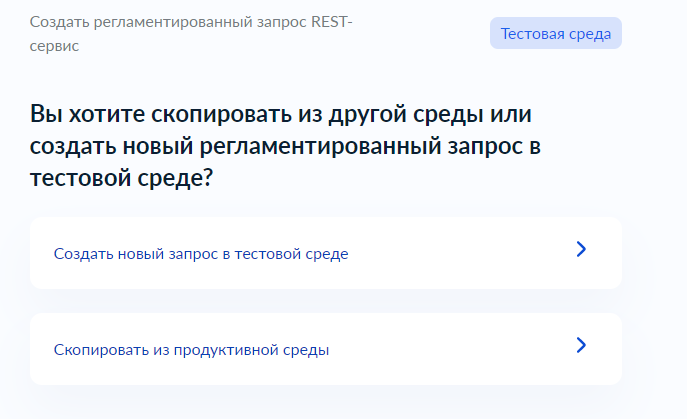 Создать регламентированный запрос REST-
сервис
Тестовая среда
Вы хотите скопировать из другой среды или
создать новый регламентированный запрос в
тестовой среде?
Создать новый запрос в тестовой среде
Скопировать из продуктивной среды